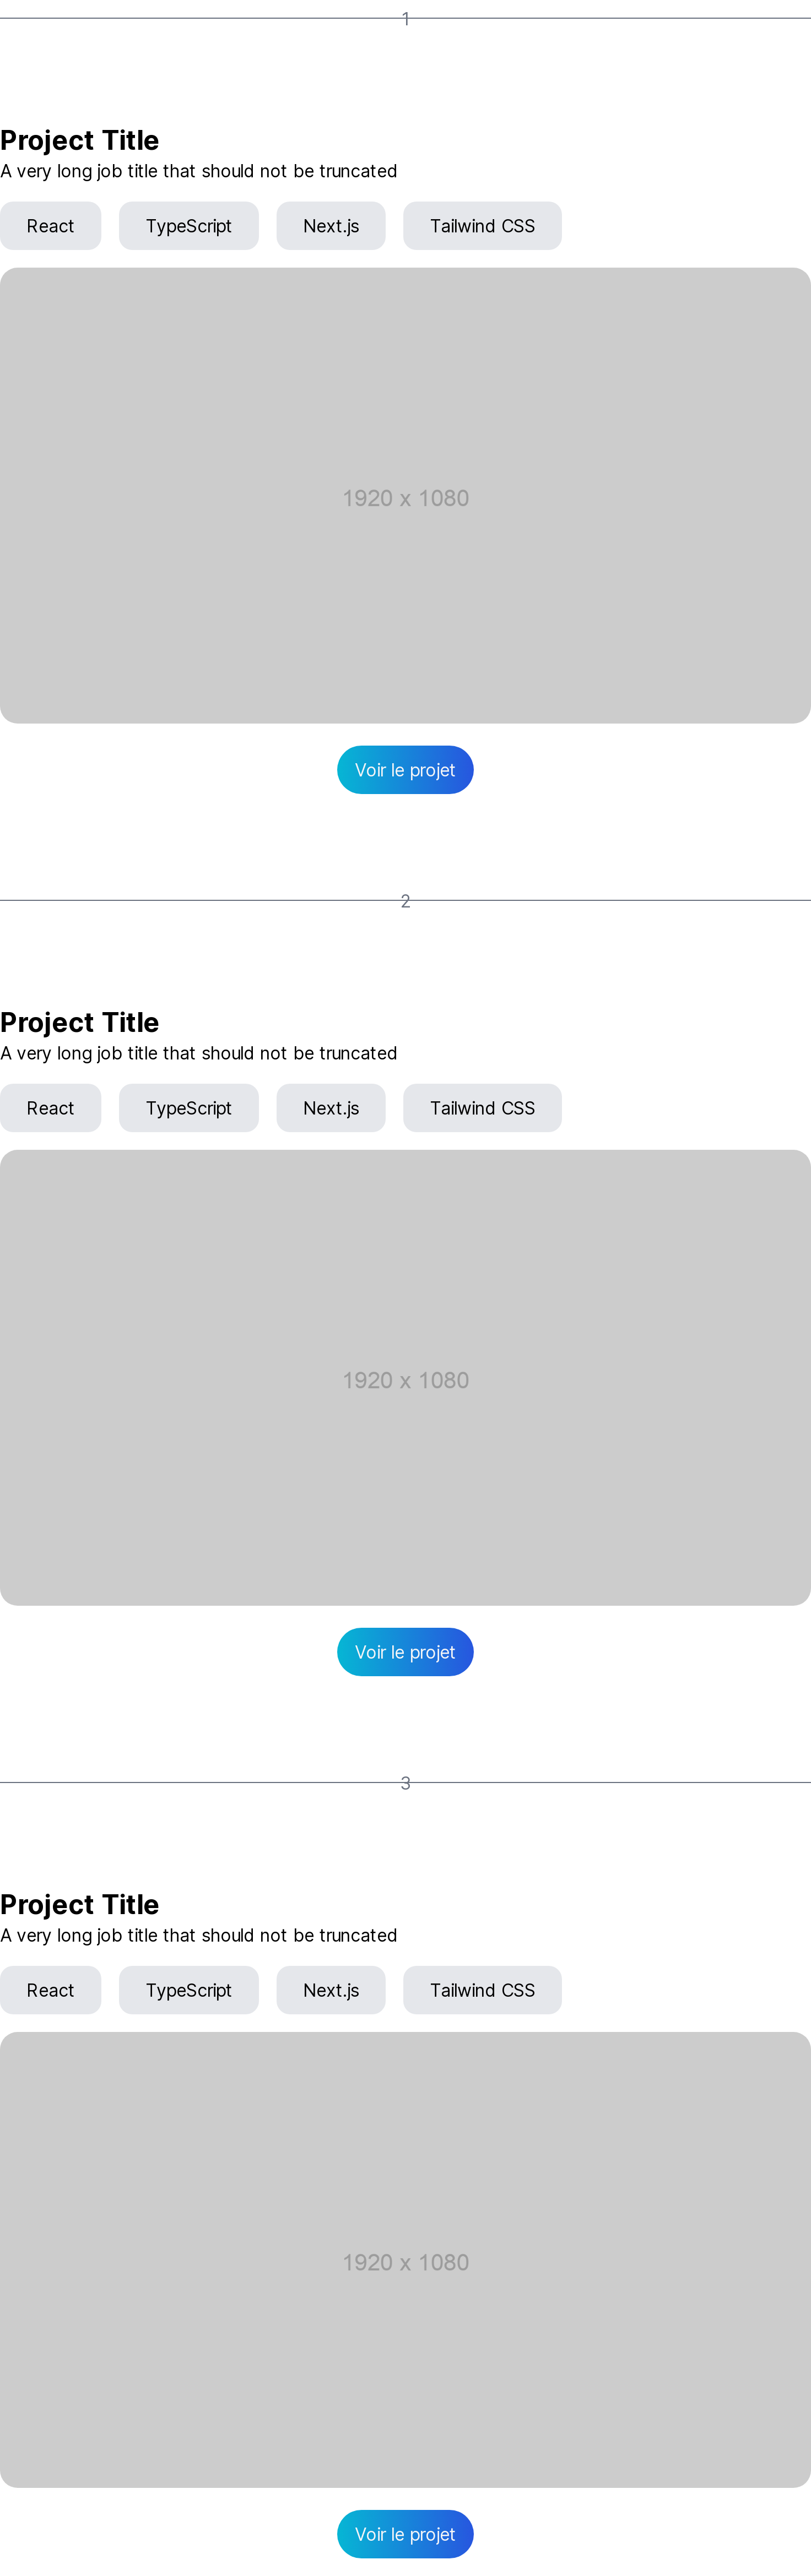 1
Project Title
A very long job title that should not be truncated
React TypeScript Next.js Tailwind CSS
1920 x 1080
Voir le projet
2
Project Title
A very long job title that should not be truncated
React TypeScript Next.js Tailwind CSS
1920 x 1080
Voir le projet
3
Project Title
A very long job title that should not be truncated
React TypeScript Next.js Tailwind CSS
1920 x 1080
Voir le projet